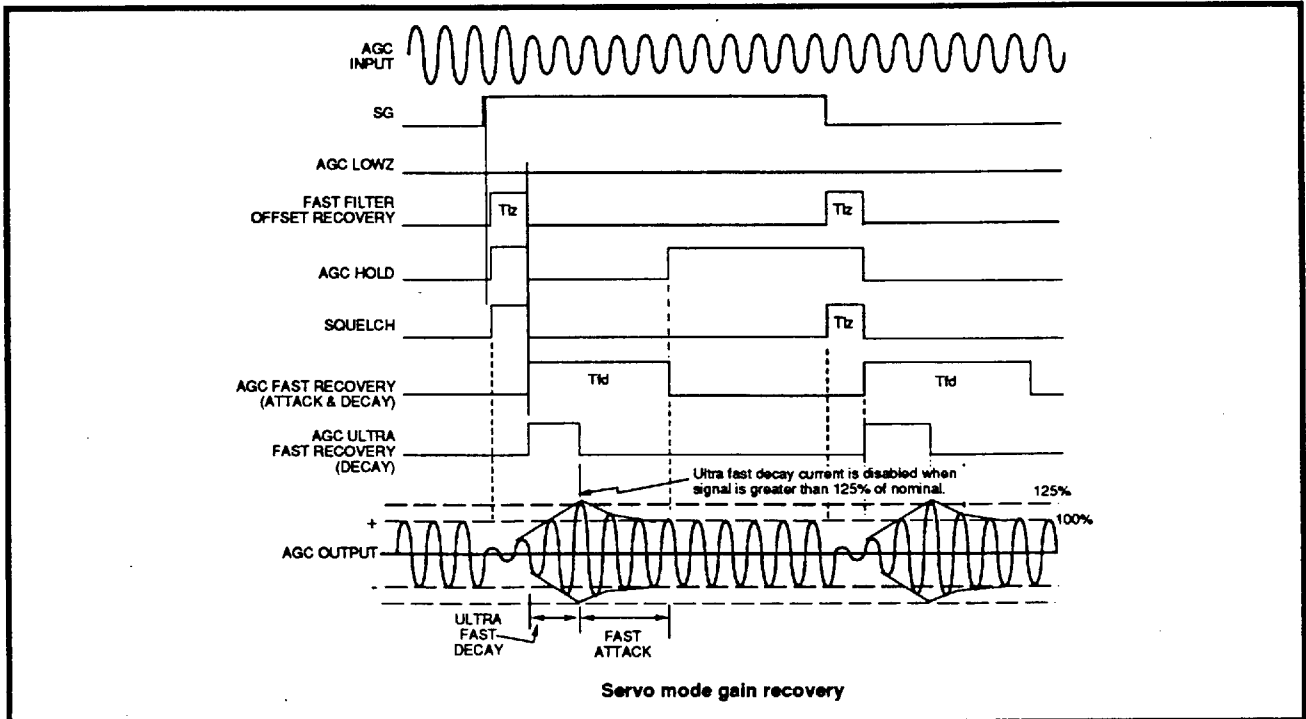 AGC
INPUT
SG
AGC LOWZ
FAST FILTER
OFFSET RECOVERY
Tlz
Tlz
AGC HOLD
SQUELCH
Tlz
AGC FAST RECOVERY
(ATTACK & DECAY)
Tfd
Tfd
AGC ULTRA
FAST RECOVERY
(DECAY)
Ultra fast decay current is disabled when
signal is greater than 125% of nominal.
125%
+
100%
AGC OUTPUT
-
ULTRA
FAST
DECAY
FAST
ATTACK
Servo mode gain recovery